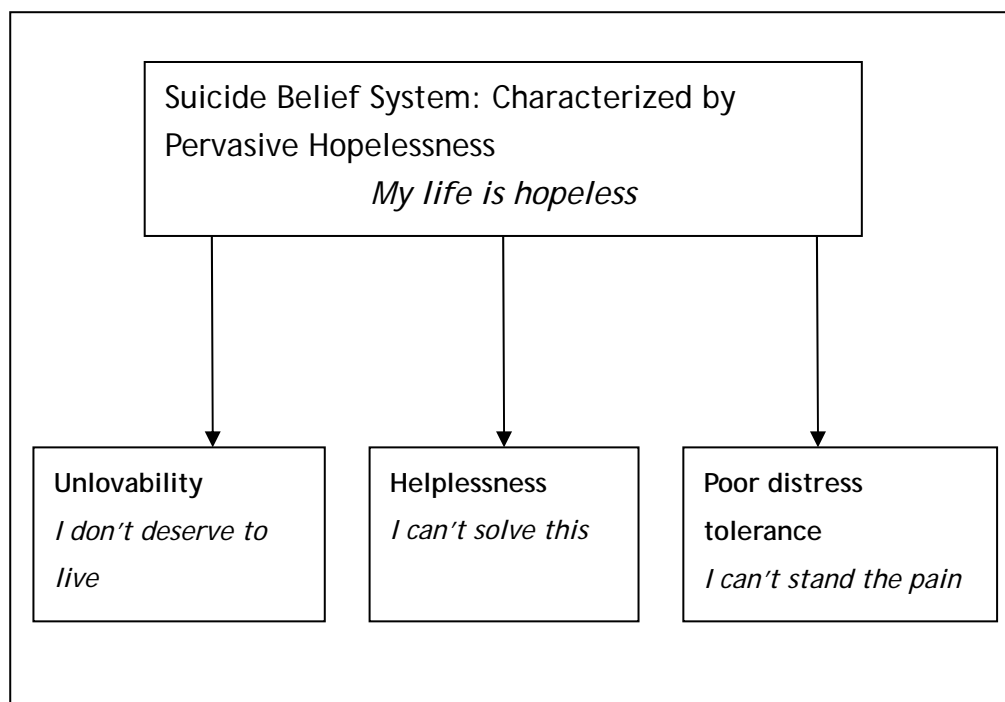 Suicide Belief System: Characterized by
Pervasive Hopelessness
My life is hopeless
Unlovability
I don't deserve to
live
Helplessness
I can't solve this
Poor distress
tolerance
I can't stand the pain